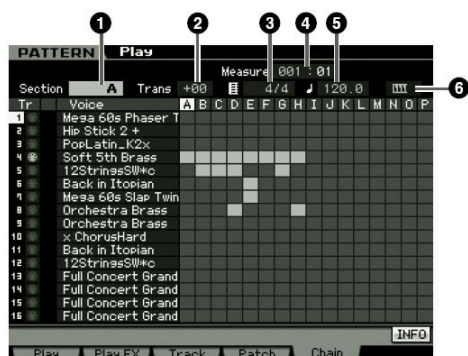 1 2 3 4 5
PATTERN Play
Measure 001 : 01
Section A Trans +00 4/4 ♩ 120.0 6
Tr Voice A B C D E F G H I J K L M N O P
1 Mega 60s Phaser T
2 Hip Stick 2 +
3 PopLatin_K2x
4 Soft 5th Brass
5 12StringsSW*c
6 Back in Itopian
7 Mega 60s Slap Twin
8 Orchestra Brass
9 Orchestra Brass
10 x ChorusHard
11 Back in Itopian
12 12StringsSW*c
13 Full Concert Grand
14 Full Concert Grand
15 Full Concert Grand
16 Full Concert Grand
INFO
Play Play FX Track Patch Chain